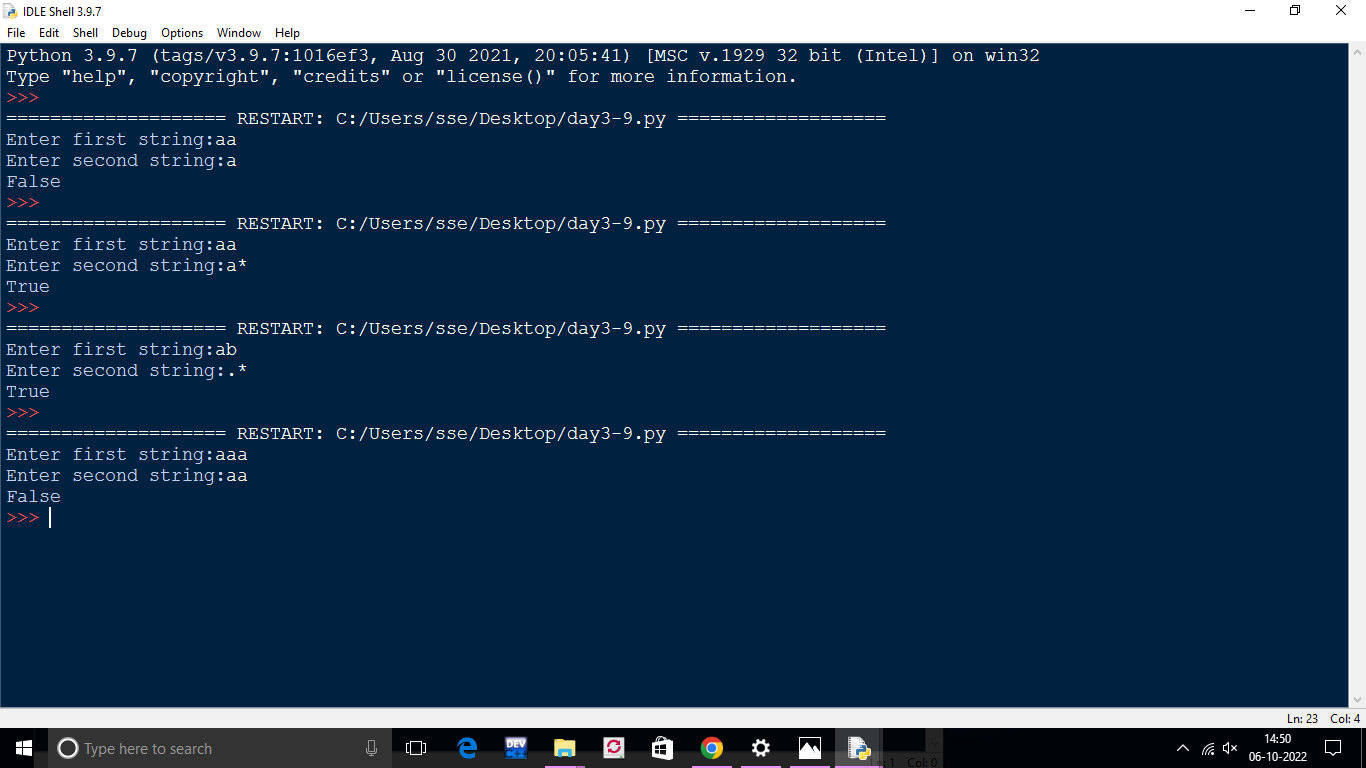 IDLE Shell 3.9.7
File Edit Shell Debug Options Window Help
Python 3.9.7 (tags/v3.9.7:1016ef3, Aug 30 2021, 20:05:41) [MSC v.1929 32 bit (Intel)] on win32
Type "help", "copyright", "credits" or "license()" for more information.
>>>
==================== RESTART: C:/Users/sse/Desktop/day3-9.py ===================
Enter first string:aa
Enter second string:a
False
>>>
==================== RESTART: C:/Users/sse/Desktop/day3-9.py ===================
Enter first string:aa
Enter second string:a*
True
>>>
==================== RESTART: C:/Users/sse/Desktop/day3-9.py ===================
Enter first string:ab
Enter second string:.*
True
>>>
==================== RESTART: C:/Users/sse/Desktop/day3-9.py ===================
Enter first string:aaa
Enter second string:aa
False
>>>
Ln: 23 Col: 4
Type here to search
DEV
14:50
06-10-2022
Col: 0